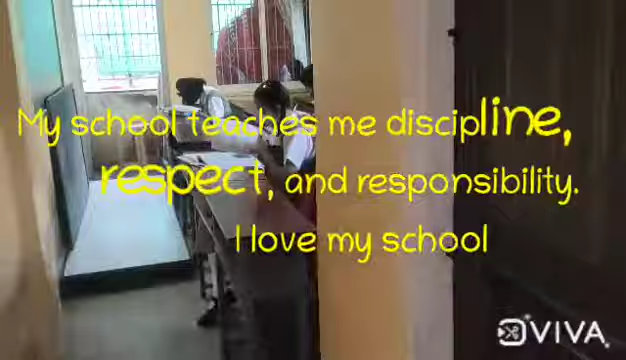 My school teaches me discipline,
respect, and responsibility.
I love my school
VIVA